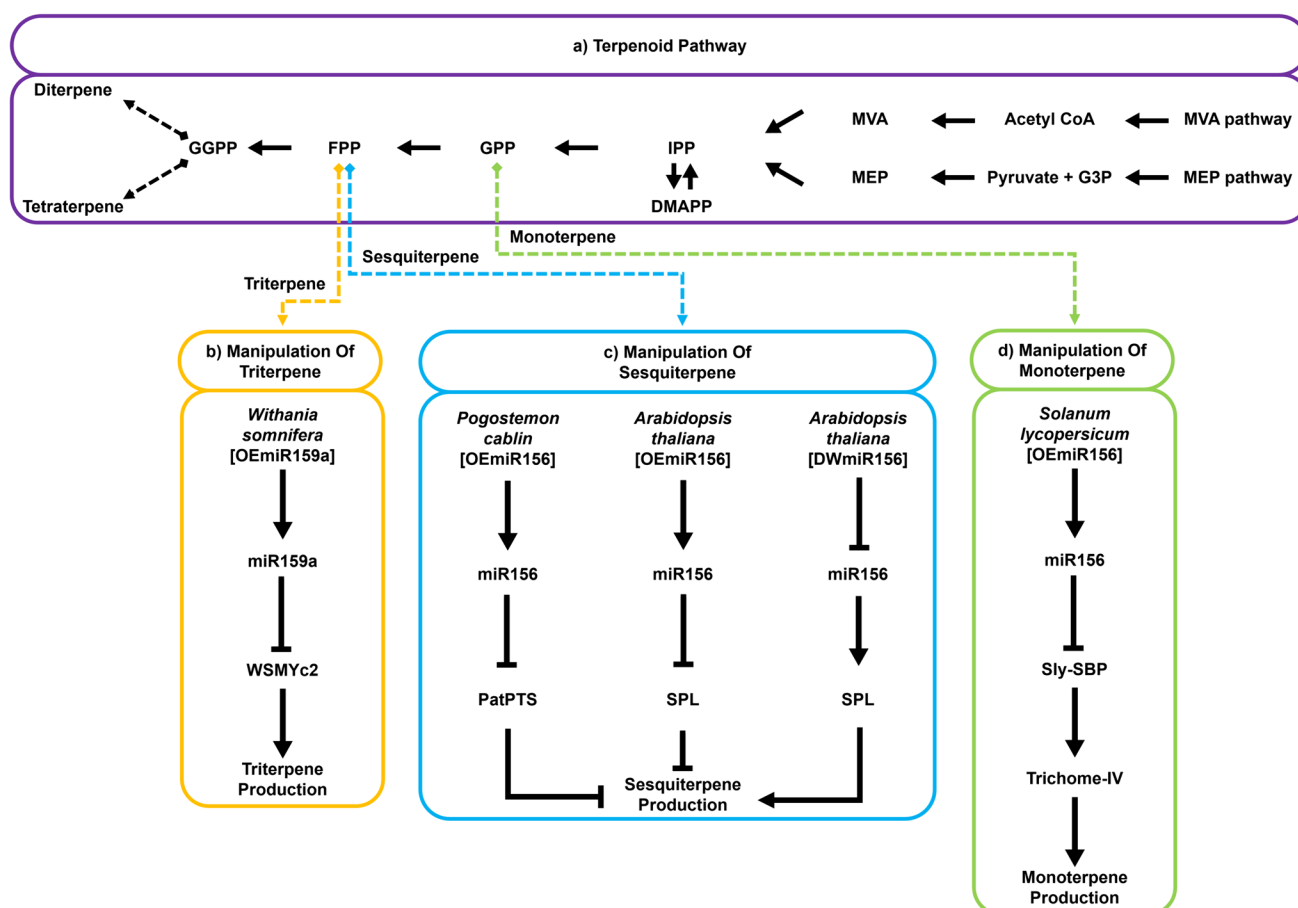 a) Terpenoid Pathway
Diterpene
Tetraterpene
GGPP
FPP
GPP
IPP
DMAPP
MVA
Acetyl CoA
MVA pathway
MEP
Pyruvate + G3P
MEP pathway
Monoterpene
Sesquiterpene
Triterpene
b) Manipulation Of
Triterpene
Withania
somnifera
[OEmiR159a]
miR159a
WSMYc2
Triterpene
Production
c) Manipulation Of
Sesquiterpene
Pogostemon
cablin
[OEmiR156]
miR156
PatPTS
Arabidopsis
thaliana
[OEmiR156]
miR156
SPL
Arabidopsis
thaliana
[DWmiR156]
miR156
SPL
Sesquiterpene
Production
d) Manipulation Of
Monoterpene
Solanum
lycopersicum
[OEmiR156]
miR156
Sly-SBP
Trichome-IV
Monoterpene
Production